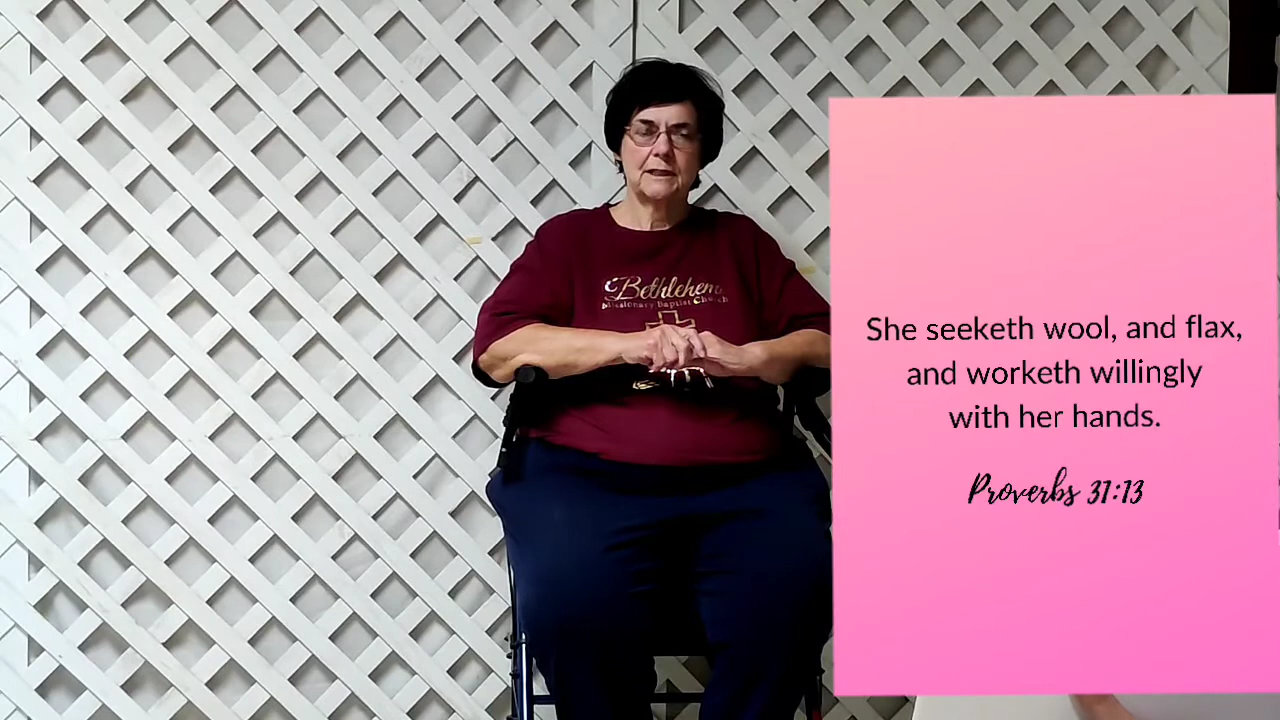 Bethlehem
Missionary Baptist Church
She seeketh wool, and flax,
and worketh willingly
with her hands.
Proverbs 31:13